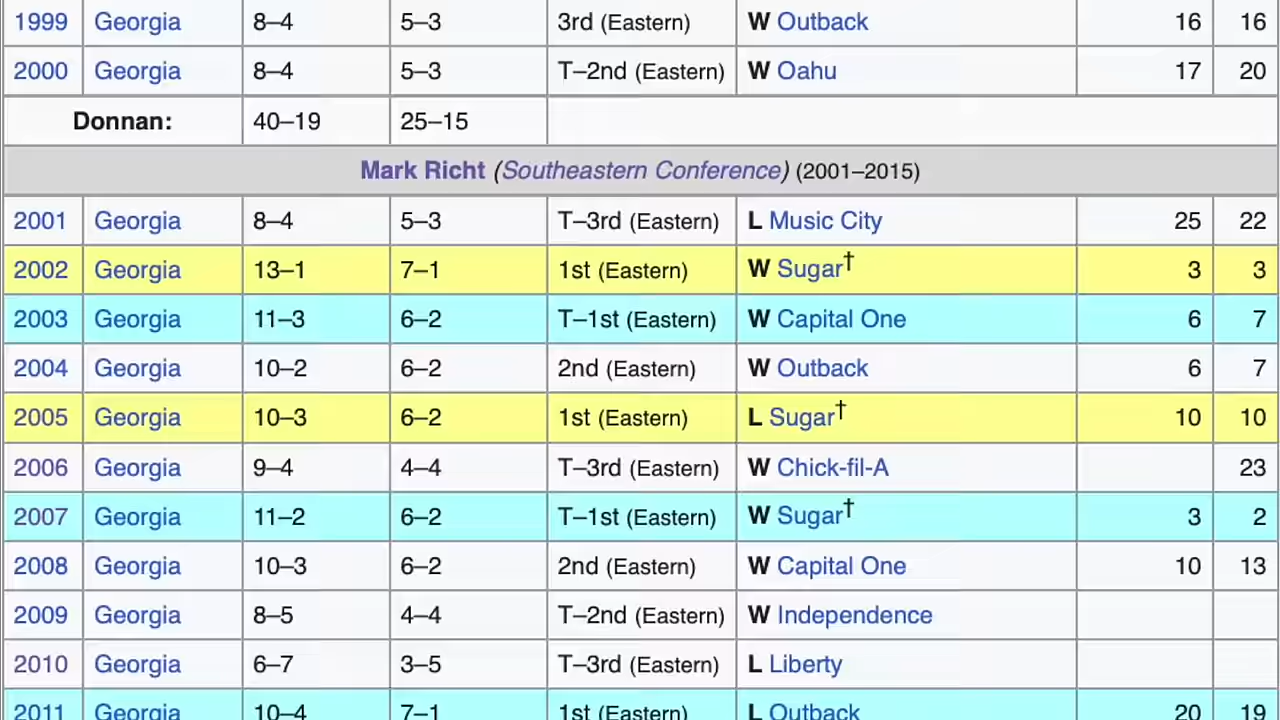 1999 Georgia 8–4 5–3 3rd (Eastern) W Outback 16 16
2000 Georgia 8–4 5–3 T–2nd (Eastern) W Oahu 17 20
Donnan: 40–19 25–15
Mark Richt (Southeastern Conference) (2001–2015)
2001 Georgia 8–4 5–3 T–3rd (Eastern) L Music City 25 22
2002 Georgia 13–1 7–1 1st (Eastern) W Sugar† 3 3
2003 Georgia 11–3 6–2 T–1st (Eastern) W Capital One 6 7
2004 Georgia 10–2 6–2 2nd (Eastern) W Outback 6 7
2005 Georgia 10–3 6–2 1st (Eastern) L Sugar† 10 10
2006 Georgia 9–4 4–4 T–3rd (Eastern) W Chick-fil-A 23
2007 Georgia 11–2 6–2 T–1st (Eastern) W Sugar† 3 2
2008 Georgia 10–3 6–2 2nd (Eastern) W Capital One 10 13
2009 Georgia 8–5 4–4 T–2nd (Eastern) W Independence
2010 Georgia 6–7 3–5 T–3rd (Eastern) L Liberty
2011 Georgia 10–4 7–1 1st (Eastern) L Outback 20 19